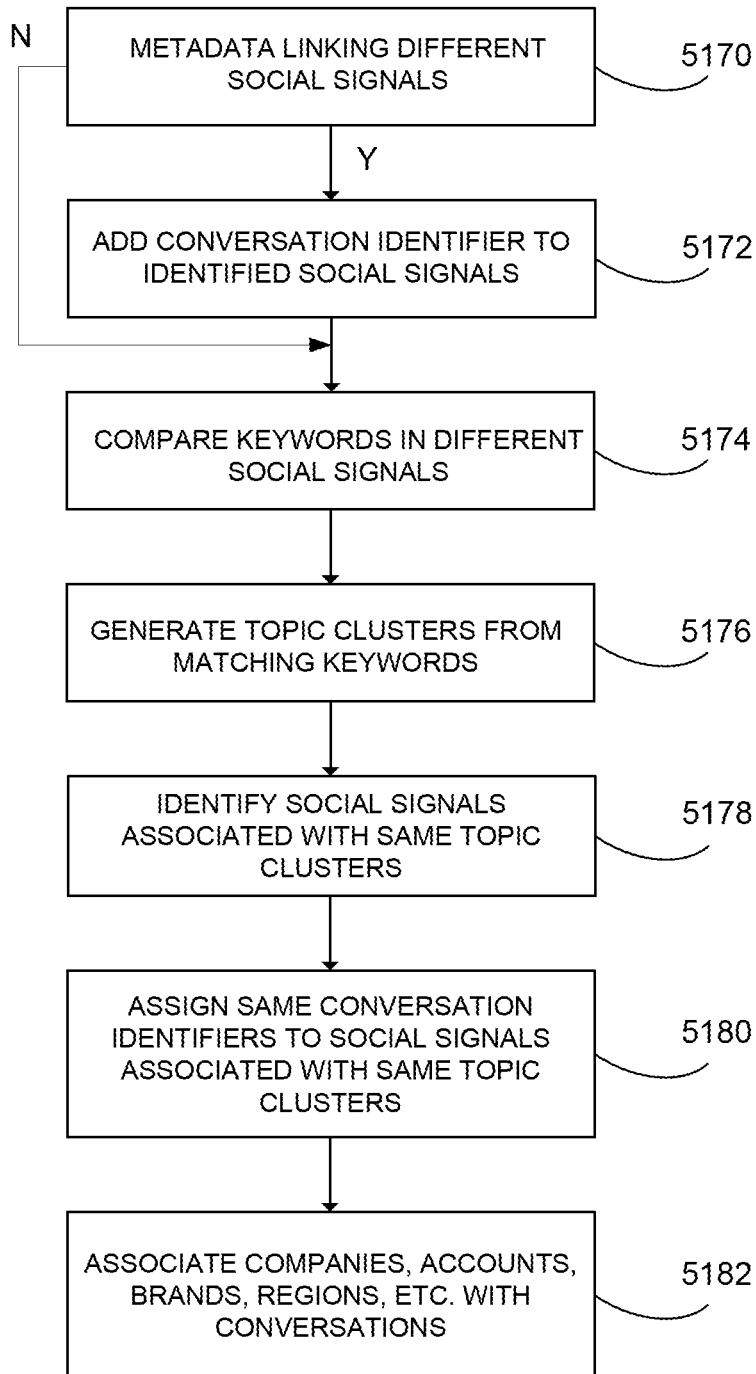 N
METADATA LINKING DIFFERENT
SOCIAL SIGNALS
5170
Y
ADD CONVERSATION IDENTIFIER TO
IDENTIFIED SOCIAL SIGNALS
5172
COMPARE KEYWORDS IN DIFFERENT
SOCIAL SIGNALS
5174
GENERATE TOPIC CLUSTERS FROM
MATCHING KEYWORDS
5176
IDENTIFY SOCIAL SIGNALS
ASSOCIATED WITH SAME TOPIC
CLUSTERS
5178
ASSIGN SAME CONVERSATION
IDENTIFIERS TO SOCIAL SIGNALS
ASSOCIATED WITH SAME TOPIC
CLUSTERS
5180
ASSOCIATE COMPANIES, ACCOUNTS,
BRANDS, REGIONS, ETC. WITH
CONVERSATIONS
5182